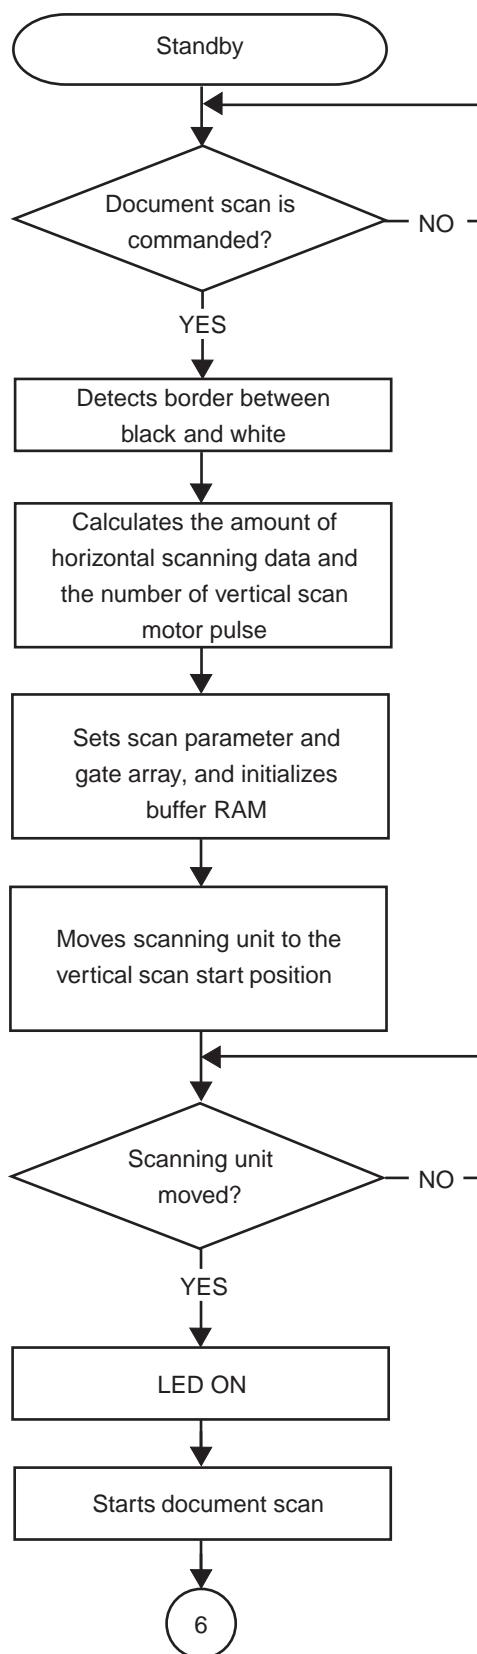 Standby
Document scan is
commanded?
NO
YES
Detects border between
black and white
Calculates the amount of
horizontal scanning data and
the number of vertical scan
motor pulse
Sets scan parameter and
gate array, and initializes
buffer RAM
Moves scanning unit to the
vertical scan start position
Scanning unit
moved?
NO
YES
LED ON
Starts document scan
6